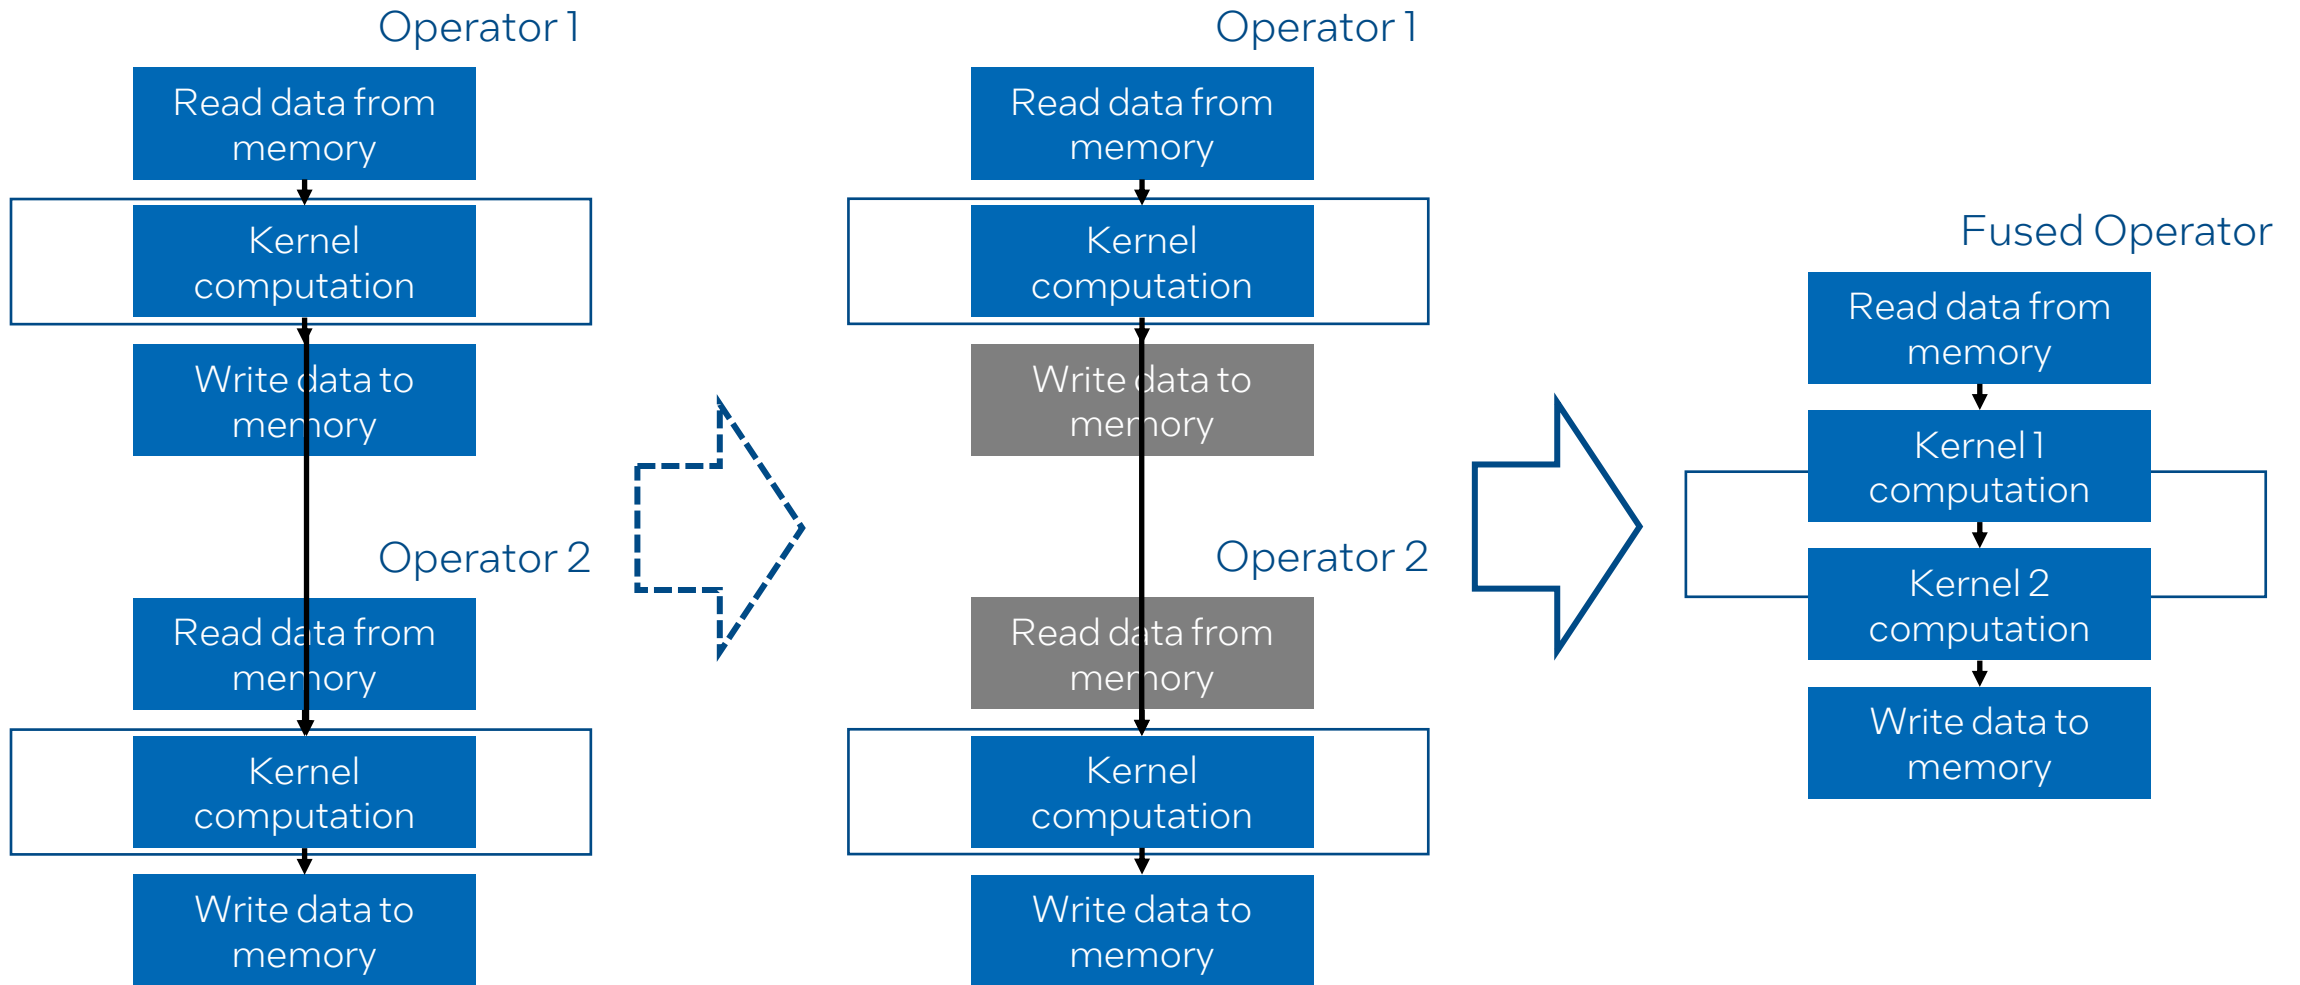 Operator 1
Read data from
memory
Kernel
computation
Write data to
memory
Operator 2
Read data from
memory
Kernel
computation
Write data to
memory
Operator 1
Read data from
memory
Kernel
computation
Write data to
memory
Operator 2
Read data from
memory
Kernel
computation
Write data to
memory
Fused Operator
Read data from
memory
Kernel 1
computation
Kernel 2
computation
Write data to
memory